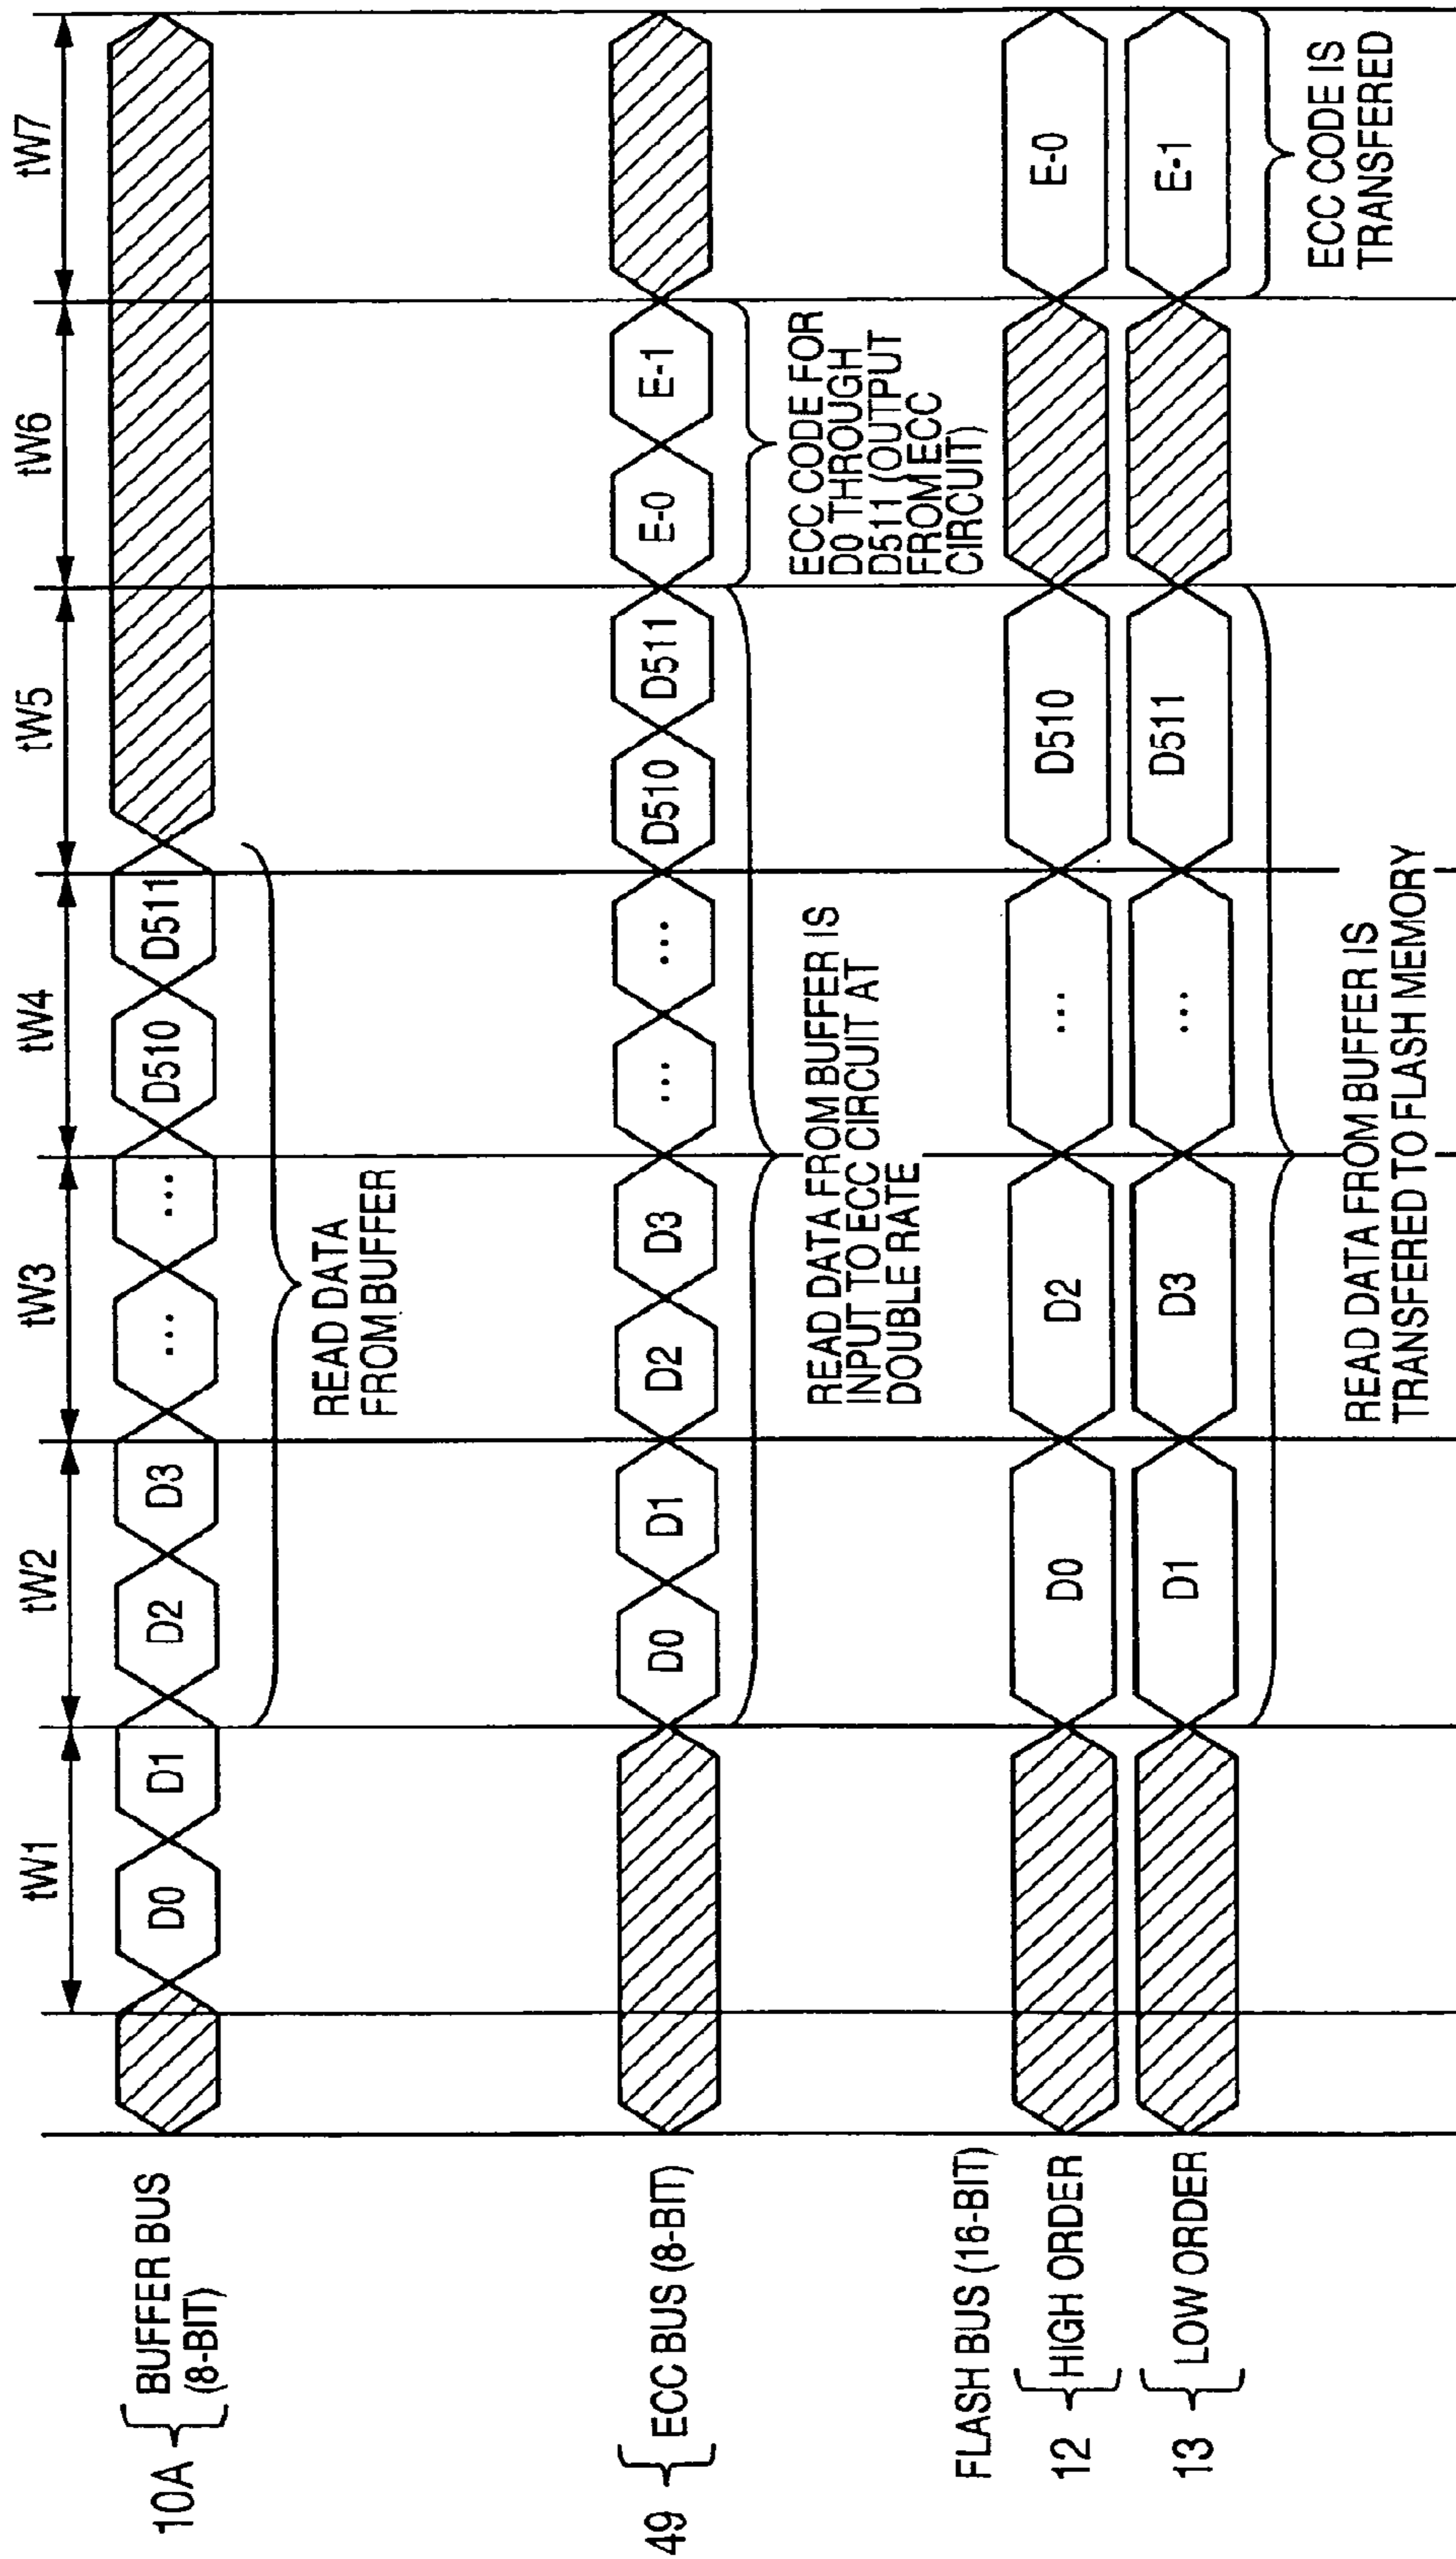 tW1 tW2 tW3 tW4 tW5 tW6 tW7
10A
BUFFER BUS
(8-BIT)
D0 D1 D2 D3 ... ... D510 D511
READ DATA
FROM BUFFER
49
ECC BUS (8-BIT)
D0 D1 D2 D3 ... ... D510 D511 E-0 E-1
READ DATA FROM BUFFER IS
INPUT TO ECC CIRCUIT AT
DOUBLE RATE
ECC CODE FOR
D0 THROUGH
D511 (OUTPUT
FROM ECC
CIRCUIT)
FLASH BUS (16-BIT)
12
HIGH ORDER
D0 D2 ... D510 E-0
13
LOW ORDER
D1 D3 ... D511 E-1
READ DATA FROM BUFFER IS
TRANSFERED TO FLASH MEMORY
ECC CODE IS
TRANSFERED